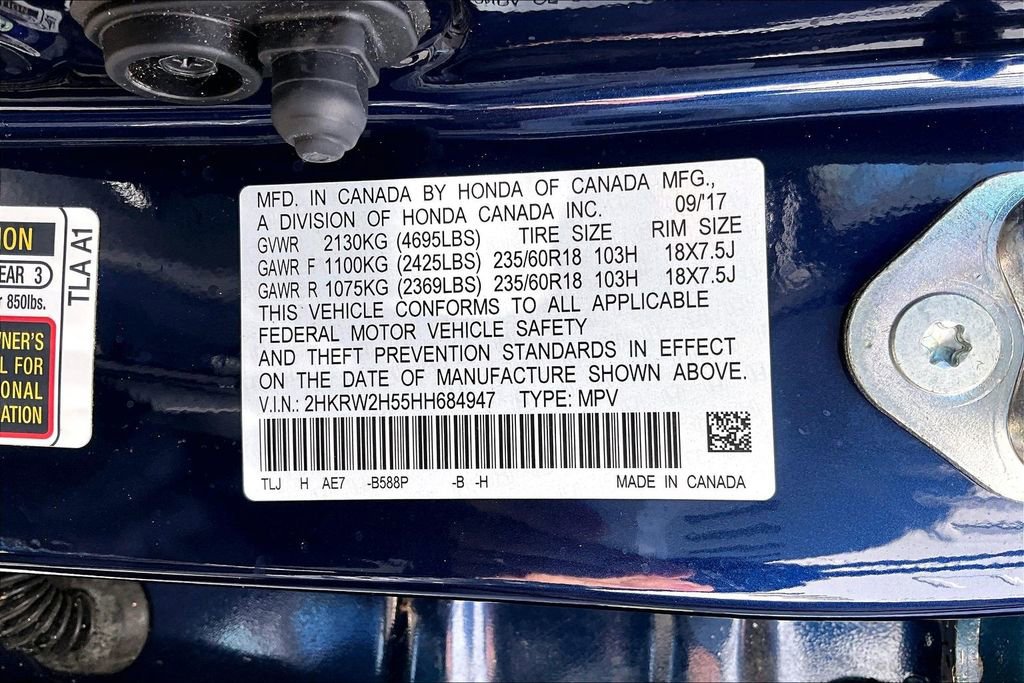 MFD. IN CANADA BY HONDA OF CANADA MFG.,
A DIVISION OF HONDA CANADA INC. 09/'17
GVWR 2130KG (4695LBS) TIRE SIZE RIM SIZE
GAWR F 1100KG (2425LBS) 235/60R18 103H 18X7.5J
GAWR R 1075KG (2369LBS) 235/60R18 103H 18X7.5J
THIS VEHICLE CONFORMS TO ALL APPLICABLE
FEDERAL MOTOR VEHICLE SAFETY
AND THEFT PREVENTION STANDARDS IN EFFECT
ON THE DATE OF MANUFACTURE SHOWN ABOVE.
V.I.N.: 2HKRW2H55HH684947 TYPE: MPV
TLJ H AE7 -B588P -B -H MADE IN CANADA
TLA A1
ION
EAR 3
850lbs.
NER'S
L FOR
ONAL
ATION